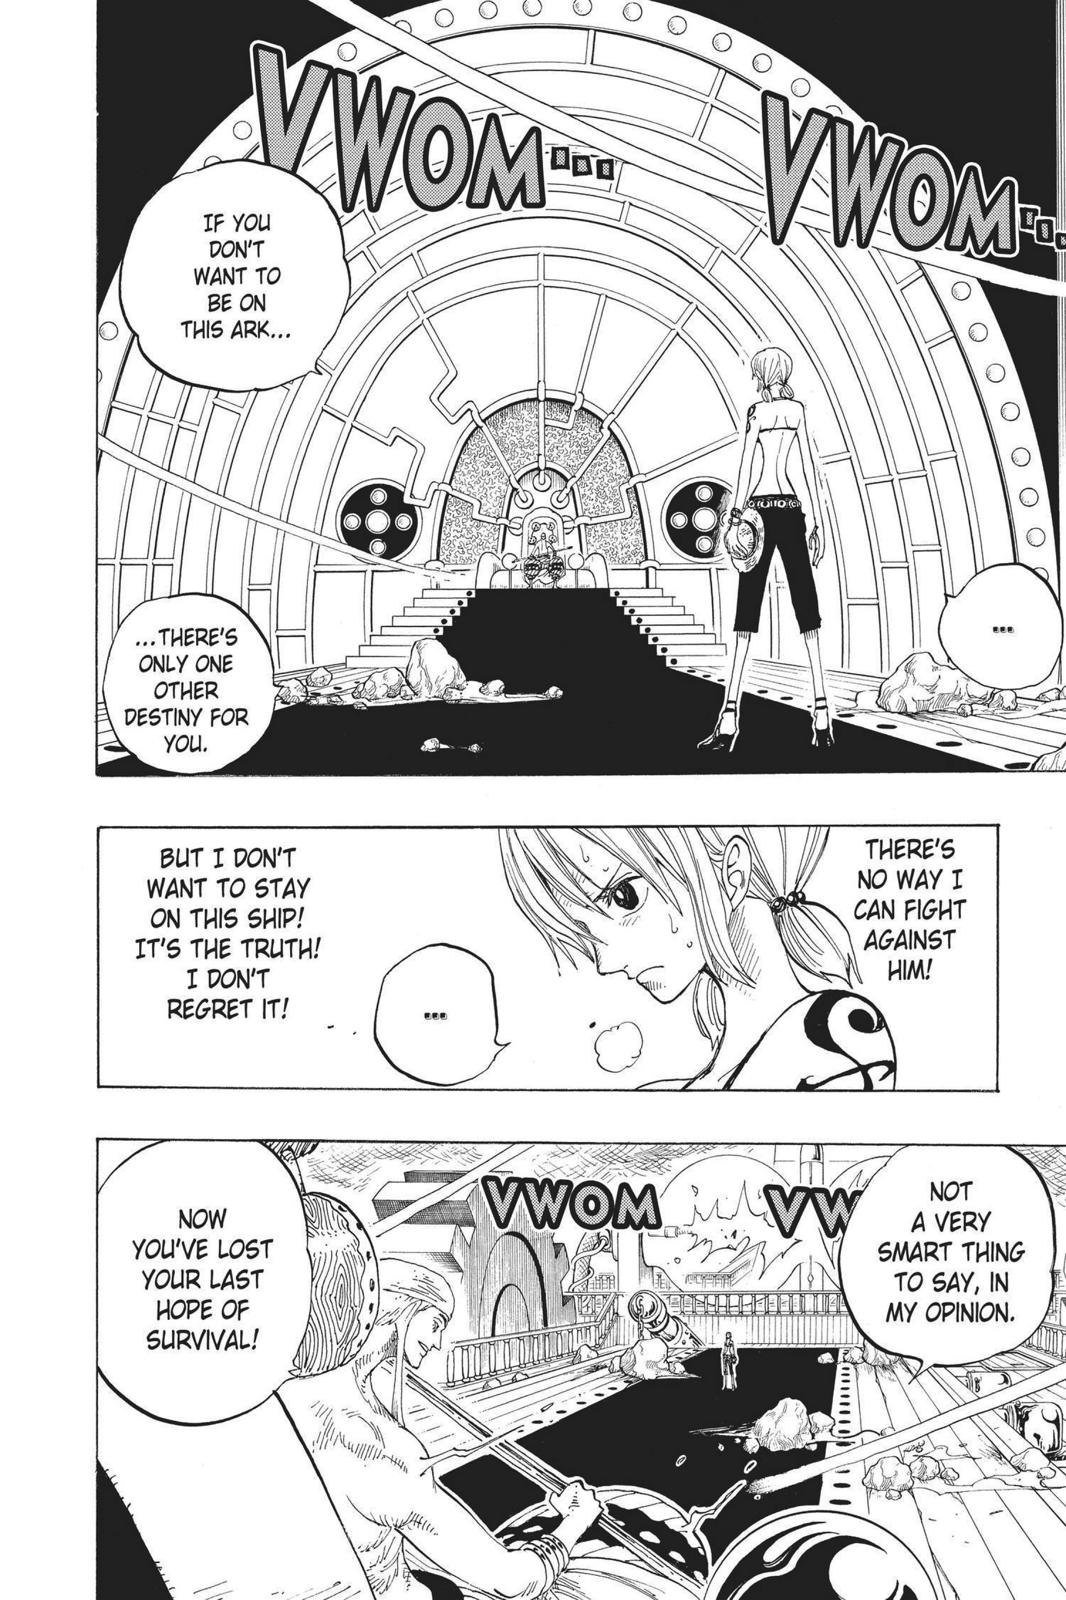 VWOM...
VWOM...
...
IF YOU
DON'T
WANT TO
BE ON
THIS ARK...
...THERE'S
ONLY ONE
OTHER
DESTINY FOR
YOU.
THERE'S
NO WAY I
CAN FIGHT
AGAINST
HIM!
...
BUT I DON'T
WANT TO STAY
ON THIS SHIP!
IT'S THE TRUTH!
I DON'T
REGRET IT!
NOT
A VERY
SMART THING
TO SAY, IN
MY OPINION.
VW
VWOM
NOW
YOU'VE LOST
YOUR LAST
HOPE OF
SURVIVAL!